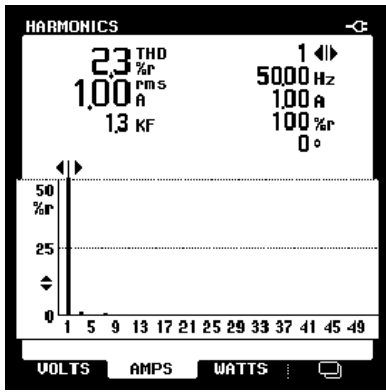 HARMONICS
2,3 THD %r
1,00 rms A
1,3 KF
1
50,00 Hz
1,00 A
100 %r
0 °
50
%r
25
0
1 5 9 13 17 21 25 29 33 37 41 45 49
VOLTS AMPS WATTS